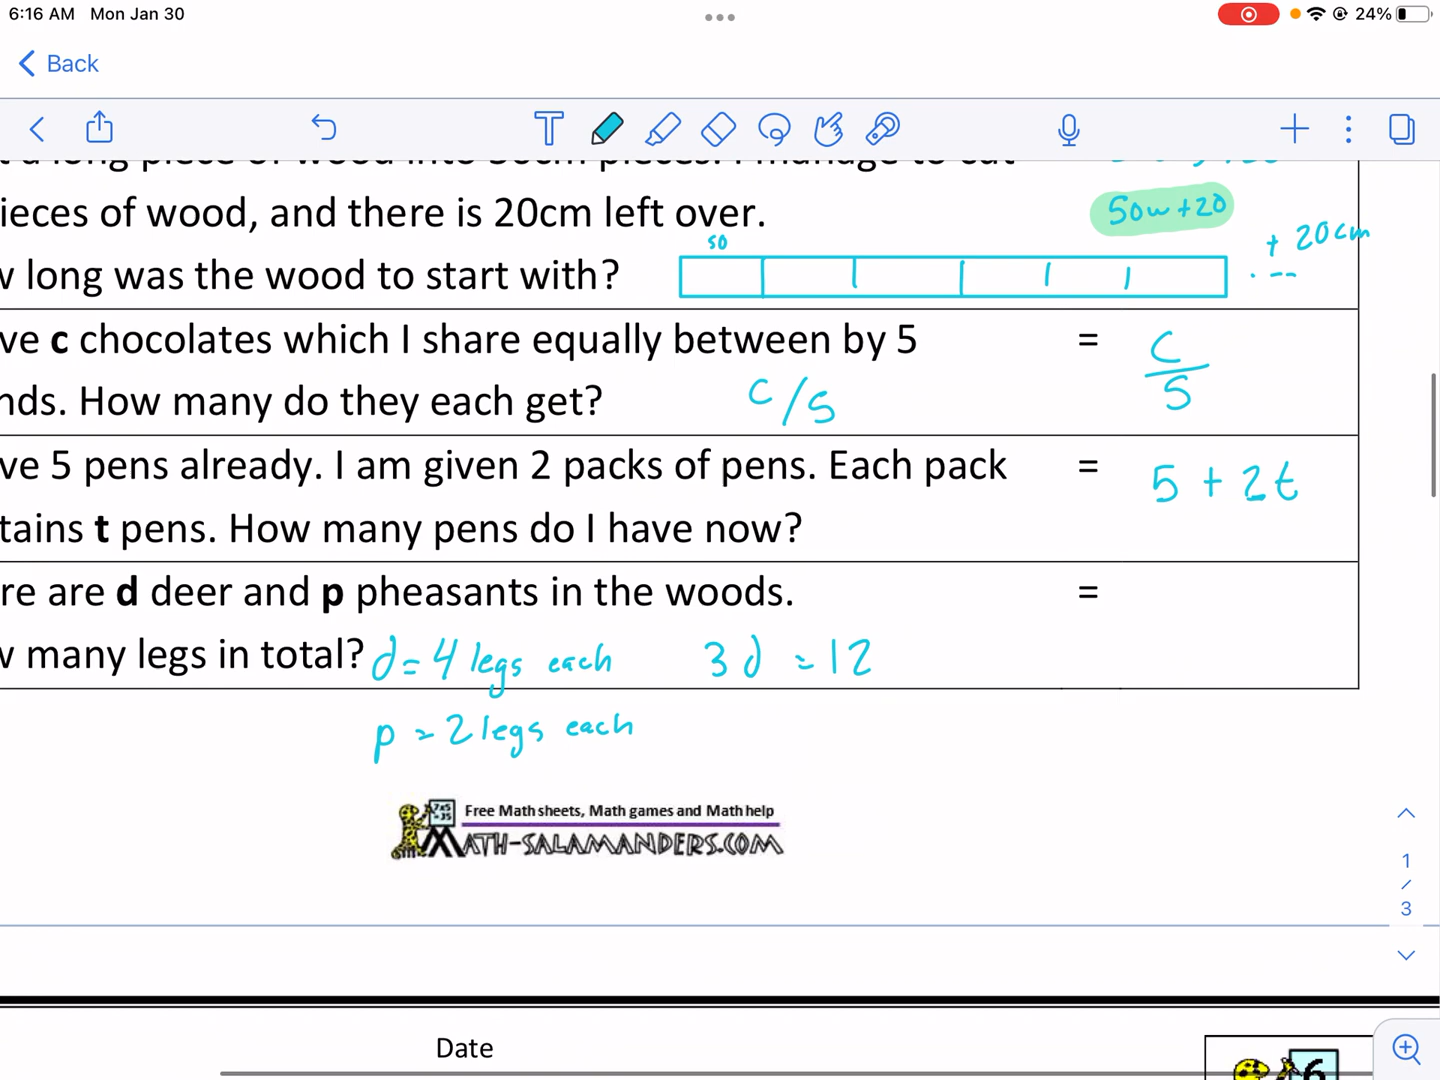 6:16 AM Mon Jan 30
24%
Back
T
ieces of wood, and there is 20cm left over.
50w +20
+ 20cm
50
w long was the wood to start with?
ve c chocolates which I share equally between by 5
=
c
5
nds. How many do they each get?
c/5
ve 5 pens already. I am given 2 packs of pens. Each pack
= 5 + 2t
tains t pens. How many pens do I have now?
re are d deer and p pheasants in the woods.
=
w many legs in total? d = 4 legs each 3d = 12
p = 2 legs each
7x5
=35
Free Math sheets, Math games and Math help
MATH-SALAMANDERS.COM
1
/
3
Date
6